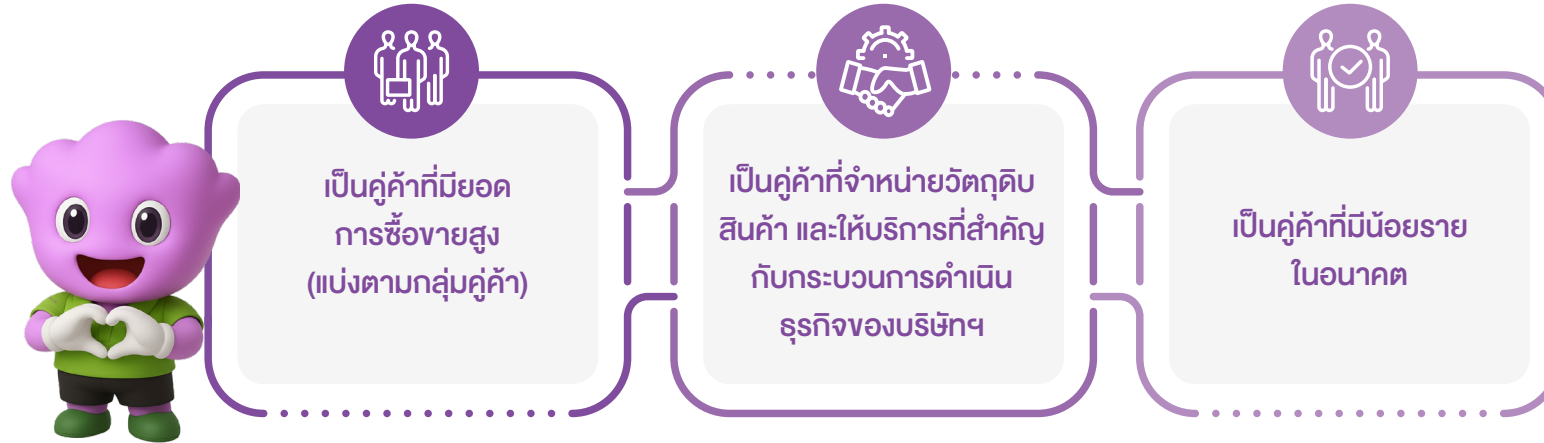 เป็นคู่ค้าที่มียอด
การซื้อขายสูง
(แบ่งตามกลุ่มคู่ค้า)
เป็นคู่ค้าที่จำหน่ายวัตถุดิบ
สินค้า และให้บริการที่สำคัญ
กับกระบวนการดำเนิน
ธุรกิจของบริษัทฯ
เป็นคู่ค้าที่มีน้อยราย
ในอนาคต